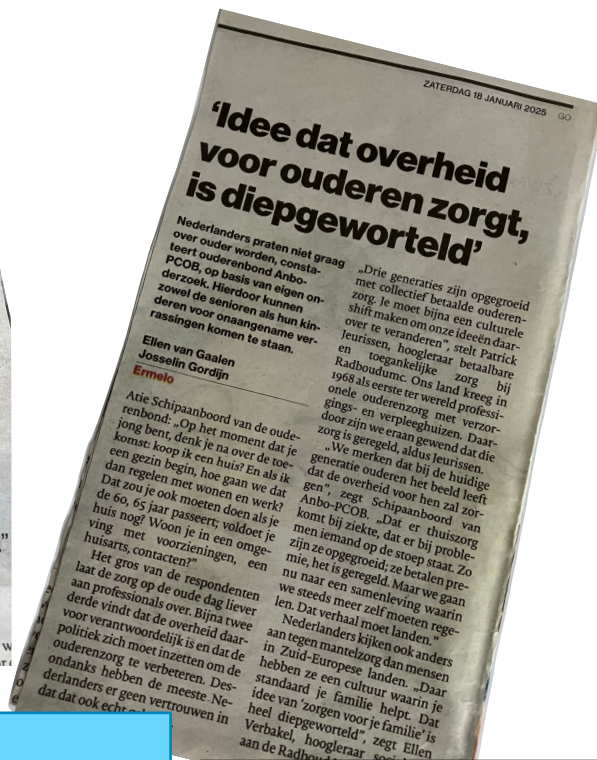 ZATERDAG 18 JANUARI 2025 GO
‘Idee dat overheid
voor ouderen zorgt,
is diepgeworteld’
Nederlanders praten niet graag
over ouder worden, consta-
teert ouderenbond Anbo-
PCOB, op basis van eigen on-
derzoek. Hierdoor kunnen
zowel de senioren als hun kin-
deren voor onaangename ver-
rassingen komen te staan.
Ellen van Gaalen
Josselin Gordijn
Ermelo
Atie Schipaanboord van de oude-
renbond: „Op het moment dat je
jong bent, denk je na over de toe-
komst: koop ik een huis? En als ik
een gezin begin, hoe gaan we dat
dan regelen met wonen en werk?
Dat zou je ook moeten doen als je
de 60, 65 jaar passeert; voldoet je
huis nog? Woon je in een omge-
ving met voorzieningen, een
huisarts, contacten?”
Het gros van de respondenten
laat de zorg op de oude dag liever
aan professionals over. Bijna twee
derde vindt dat de overheid daar-
voor verantwoordelijk is en dat de
politiek zich moet inzetten om de
ouderenzorg te verbeteren. Des-
ondanks hebben de meeste Ne-
derlanders er geen vertrouwen in
dat dat ook echt
„Drie generaties zijn opgegroeid
met collectief betaalde ouderen-
zorg. Je moet bijna een culturele
shift maken om onze ideeën daar-
over te veranderen”, stelt Patrick
Jeurissen, hoogleraar betaalbare
en toegankelijke zorg bij
Radboudumc. Ons land kreeg in
1968 als eerste ter wereld professi-
onele ouderenzorg met verzor-
gings- en verpleeghuizen. Daar-
door zijn we eraan gewend dat die
zorg is geregeld, aldus Jeurissen.
„We merken dat bij de huidige
generatie ouderen het beeld leeft
dat de overheid voor hen zal zor-
gen”, zegt Schipaanboord van
Anbo-PCOB. „Dat er thuiszorg
komt bij ziekte, dat er bij proble-
men iemand op de stoep staat. Zo
zijn ze opgegroeid; ze betalen pre-
mie, het is geregeld. Maar we gaan
nu naar een samenleving waarin
we steeds meer zelf moeten rege-
len. Dat verhaal moet landen.”
Nederlanders kijken ook anders
aan tegen mantelzorg dan mensen
in Zuid-Europese landen. „Daar
hebben ze een cultuur waarin je
standaard je familie helpt. Dat
idee van ‘zorgen voor je familie’ is
heel diepgeworteld”, zegt Ellen
Verbakel, hoogleraar
aan de